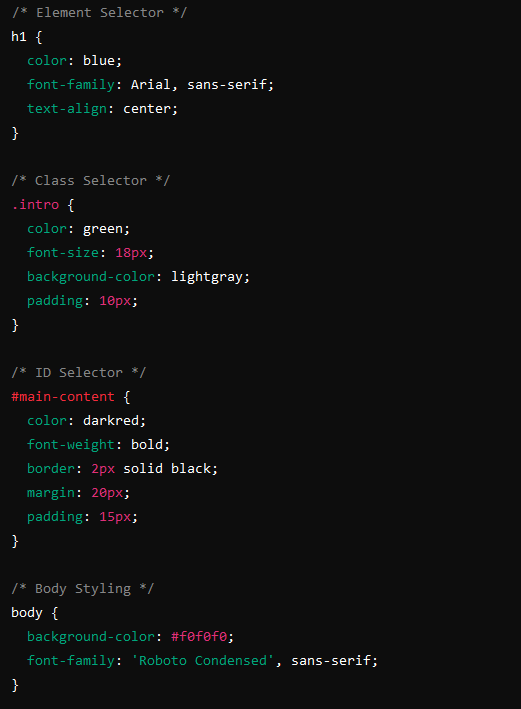 /* Element Selector */
h1 {
  color: blue;
  font-family: Arial, sans-serif;
  text-align: center;
}

/* Class Selector */
.intro {
  color: green;
  font-size: 18px;
  background-color: lightgray;
  padding: 10px;
}

/* ID Selector */
#main-content {
  color: darkred;
  font-weight: bold;
  border: 2px solid black;
  margin: 20px;
  padding: 15px;
}

/* Body Styling */
body {
  background-color: #f0f0f0;
  font-family: 'Roboto Condensed', sans-serif;
}